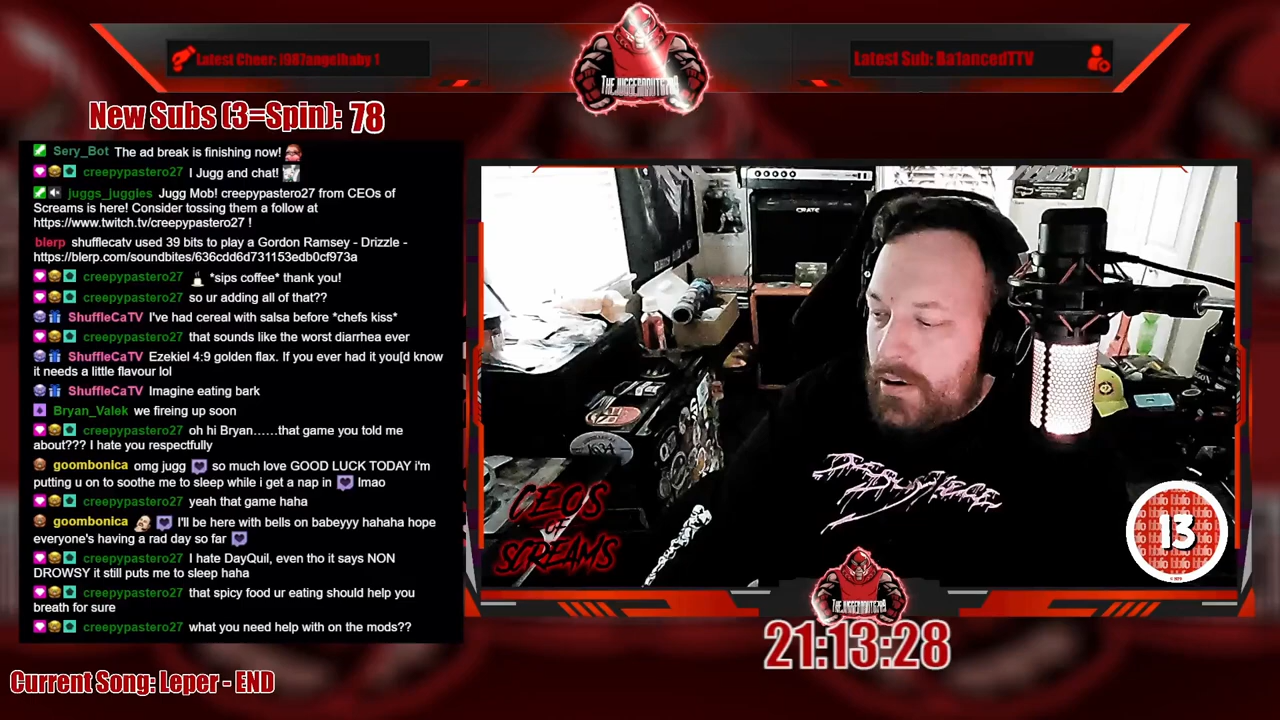 Latest Cheer: i987angelbaby 1
THEJUGGERNAUT6789
Latest Sub: Ba1ancedTTV
New Subs (3=Spin): 78
Sery_Bot The ad break is finishing now!
creepypastero27 I Jugg and chat!
juggs_juggies Jugg Mob! creepypastero27 from CEOs of
Screams is here! Consider tossing them a follow at
https://www.twitch.tv/creepypastero27 !
blerp shufflecatv used 39 bits to play a Gordon Ramsey - Drizzle -
https://blerp.com/soundbites/636cdd6d731153edb0cf973a
creepypastero27 *sips coffee* thank you!
creepypastero27 so ur adding all of that??
ShuffleCaTV I've had cereal with salsa before *chefs kiss*
creepypastero27 that sounds like the worst diarrhea ever
ShuffleCaTV Ezekiel 4:9 golden flax. If you ever had it you[d know
it needs a little flavour lol
ShuffleCaTV Imagine eating bark
Bryan_Valek we fireing up soon
creepypastero27 oh hi Bryan......that game you told me
about??? I hate you respectfully
goombonica omg jugg so much love GOOD LUCK TODAY i'm
putting u on to soothe me to sleep while i get a nap in lmao
creepypastero27 yeah that game haha
goombonica I'll be here with bells on babeyyy hahaha hope
everyone's having a rad day so far
creepypastero27 I hate DayQuil, even tho it says NON
DROWSY it still puts me to sleep haha
creepypastero27 that spicy food ur eating should help you
breath for sure
creepypastero27 what you need help with on the mods??
CRATE
CEOS
OF
SCREAMS
13
21:13:28
Current Song: Leper - END